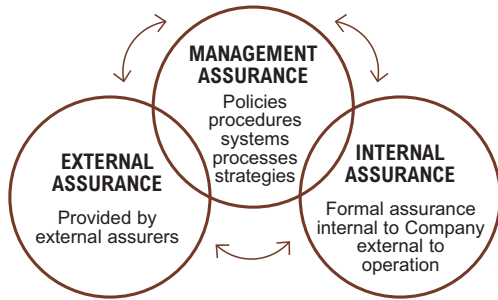 MANAGEMENT
ASSURANCE
Policies
procedures
systems
processes
strategies
EXTERNAL
ASSURANCE
Provided by
external assurers
INTERNAL
ASSURANCE
Formal assurance
internal to Company
external to
operation